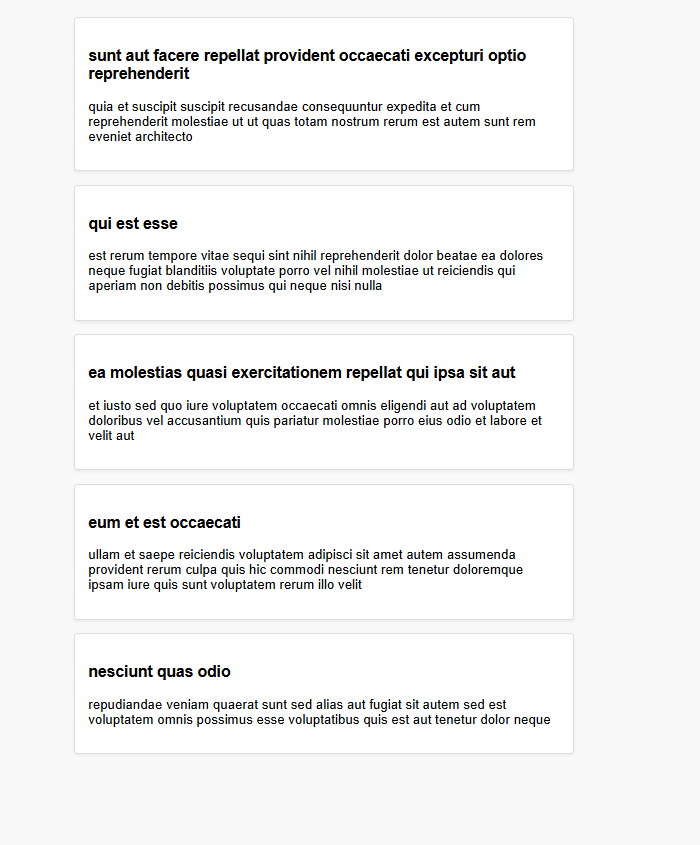 sunt aut facere repellat provident occaecati excepturi optio
reprehenderit
quia et suscipit suscipit recusandae consequuntur expedita et cum
reprehenderit molestiae ut ut quas totam nostrum rerum est autem sunt rem
eveniet architecto
qui est esse
est rerum tempore vitae sequi sint nihil reprehenderit dolor beatae ea dolores
neque fugiat blanditiis voluptate porro vel nihil molestiae ut reiciendis qui
aperiam non debitis possimus qui neque nisi nulla
ea molestias quasi exercitationem repellat qui ipsa sit aut
et iusto sed quo iure voluptatem occaecati omnis eligendi aut ad voluptatem
doloribus vel accusantium quis pariatur molestiae porro eius odio et labore et
velit aut
eum et est occaecati
ullam et saepe reiciendis voluptatem adipisci sit amet autem assumenda
provident rerum culpa quis hic commodi nesciunt rem tenetur doloremque
ipsam iure quis sunt voluptatem rerum illo velit
nesciunt quas odio
repudiandae veniam quaerat sunt sed alias aut fugiat sit autem sed est
voluptatem omnis possimus esse voluptatibus quis est aut tenetur dolor neque